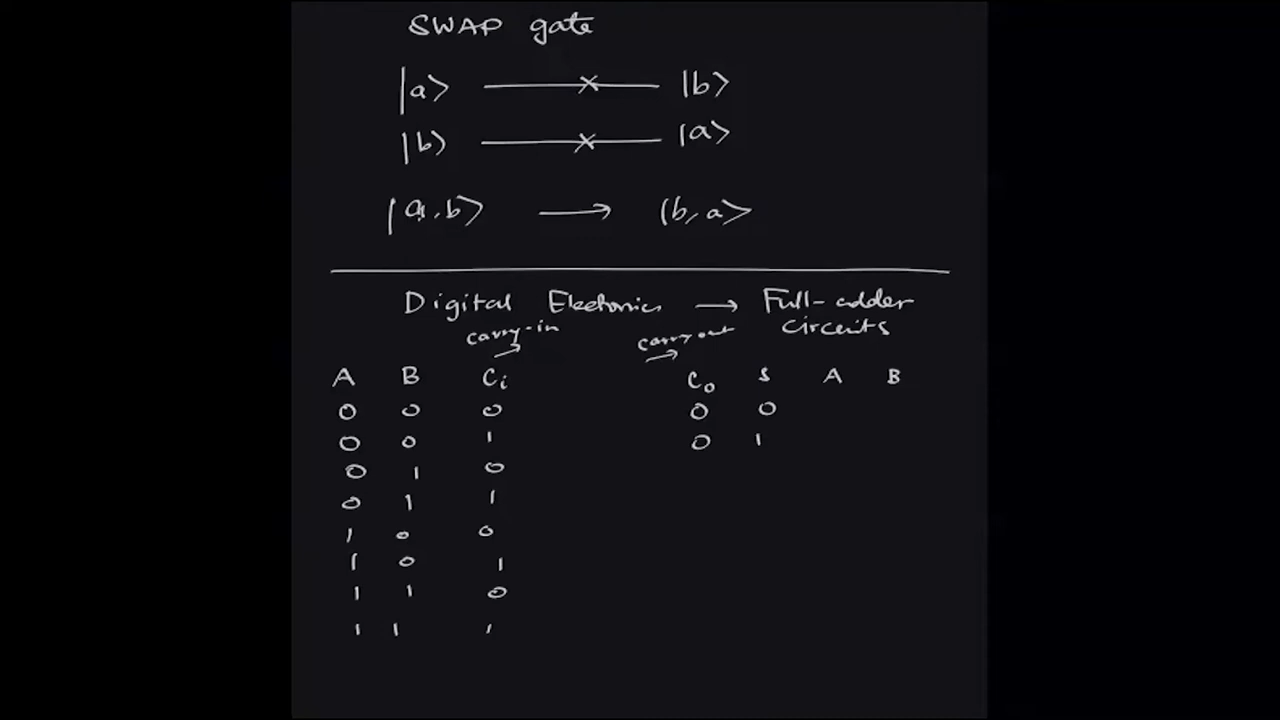 SWAP gate
|a> × |b>
|b> × |a>
|a,b> → |b,a>
Digital Electronics → Full-adder
circuits
carry-in → carry out →
A B Ci Co S A B
0 0 0 0 0
0 0 1 0 1
0 1 0
0 1 1
1 0 0
1 0 1
1 1 0
1 1 1